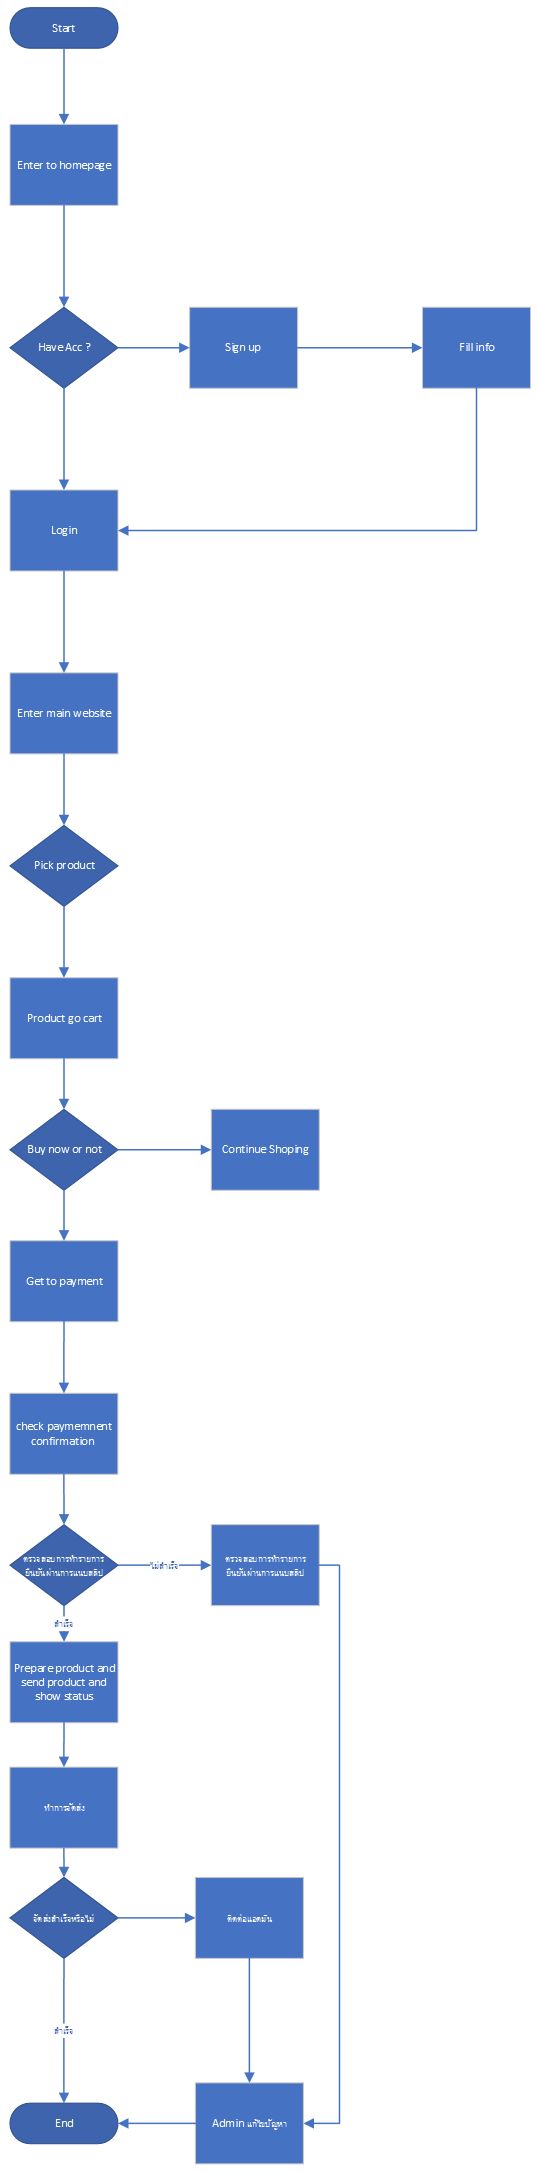 Start
Enter to homepage
Have Acc ?
Sign up
Fill info
Login
Enter main website
Pick product
Product go cart
Buy now or not
Continue Shoping
Get to payment
check paymemnent
confirmation
ตรวจสอบการทำรายการ
ยืนยันผ่านการแนบสลิป
ไม่สำเร็จ
ตรวจสอบการทำรายการ
ยืนยันผ่านการแนบสลิป
สำเร็จ
Prepare product and
send product and
show status
ทำการจัดส่ง
จัดส่งสำเร็จหรือไม่
ติดต่อแอดมิน
สำเร็จ
End
Admin แก้ไขปัญหา